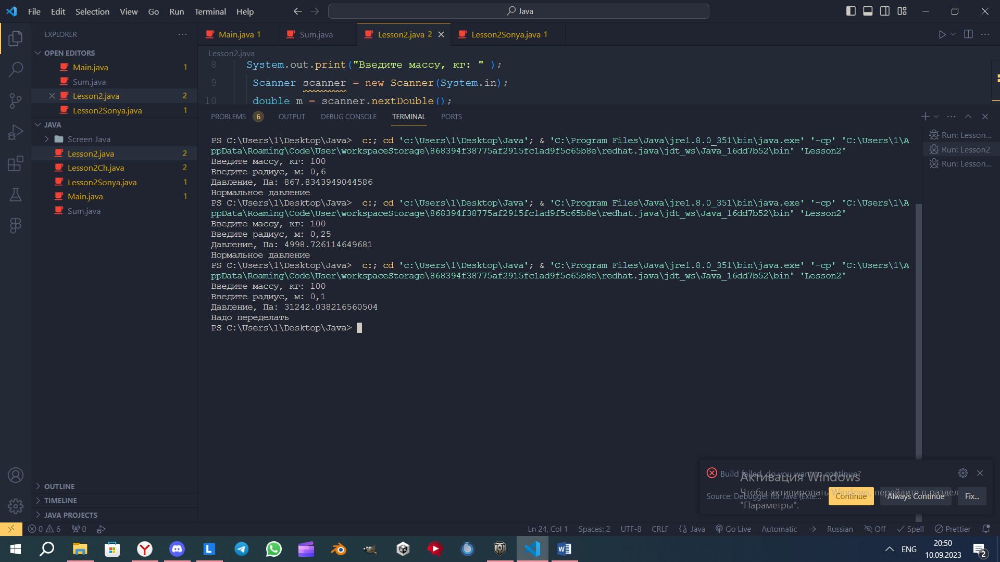 File Edit Selection View Go Run Terminal Help
Java
EXPLORER
OPEN EDITORS
Main.java 1
Sum.java
Lesson2.java 2
Lesson2Sonya.java 1
JAVA
Screen Java
Lesson2.java 2
Lesson2Ch.java 2
Lesson2Sonya.java 1
Main.java 1
Sum.java
OUTLINE
TIMELINE
JAVA PROJECTS
Main.java 1 Sum.java Lesson2.java 2 Lesson2Sonya.java 1
Lesson2.java
8 System.out.print("Введите массу, кг: " );
9 Scanner scanner = new Scanner(System.in);
10 double m = scanner.nextDouble();
PROBLEMS 6 OUTPUT DEBUG CONSOLE TERMINAL PORTS
PS C:\Users\1\Desktop\Java>  c:; cd 'c:\Users\1\Desktop\Java'; & 'C:\Program Files\Java\jre1.8.0_351\bin\java.exe' '-cp' 'C:\Users\1\A
ppData\Roaming\Code\User\workspaceStorage\868394f38775af2915fc1ad9f5c65b8e\redhat.java\jdt_ws\Java_16dd7b52\bin' 'Lesson2'
Введите массу, кг: 100
Введите радиус, м: 0,6
Давление, Па: 867.8343949044586
Нормальное давление
PS C:\Users\1\Desktop\Java>  c:; cd 'c:\Users\1\Desktop\Java'; & 'C:\Program Files\Java\jre1.8.0_351\bin\java.exe' '-cp' 'C:\Users\1\A
ppData\Roaming\Code\User\workspaceStorage\868394f38775af2915fc1ad9f5c65b8e\redhat.java\jdt_ws\Java_16dd7b52\bin' 'Lesson2'
Введите массу, кг: 100
Введите радиус, м: 0,25
Давление, Па: 4998.726114649681
Нормальное давление
PS C:\Users\1\Desktop\Java>  c:; cd 'c:\Users\1\Desktop\Java'; & 'C:\Program Files\Java\jre1.8.0_351\bin\java.exe' '-cp' 'C:\Users\1\A
ppData\Roaming\Code\User\workspaceStorage\868394f38775af2915fc1ad9f5c65b8e\redhat.java\jdt_ws\Java_16dd7b52\bin' 'Lesson2'
Введите массу, кг: 100
Введите радиус, м: 0,1
Давление, Па: 31242.038216560504
Надо переделать
PS C:\Users\1\Desktop\Java>
Run: Lesson...
Run: Lesson2
Run: Lesson...
Build failed, do you want to continue?
Source: Debugger for Java (Exte... Continue Always Continue Fix...
Активация Windows
Чтобы активировать Windows, перейдите в раздел
"Параметры".
0 6 0 Ln 24, Col 1 Spaces: 2 UTF-8 CRLF Java Go Live Automatic Russian Off Spell Prettier
ENG 20:50
10.09.2023 2